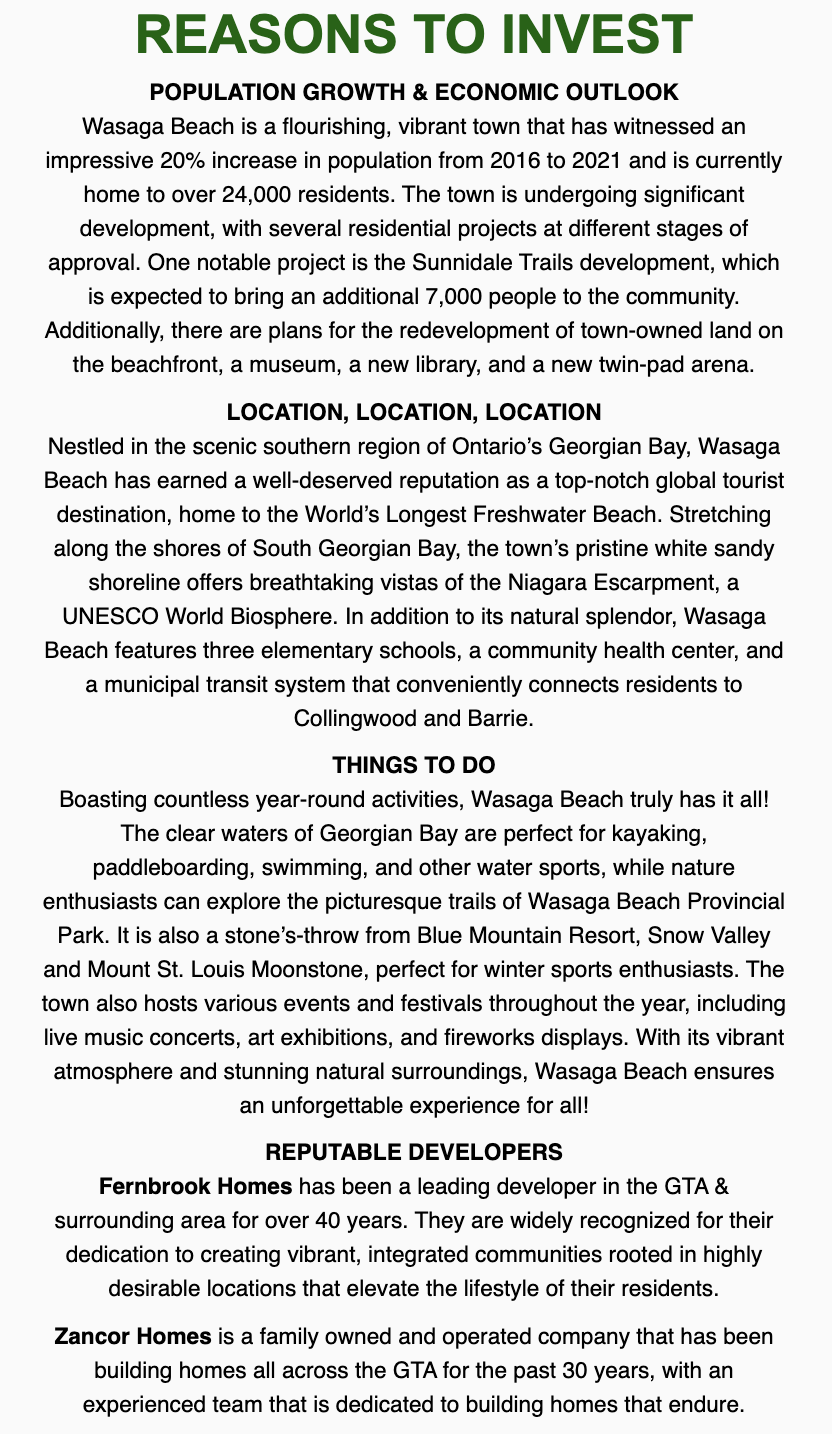 REASONS TO INVEST
POPULATION GROWTH & ECONOMIC OUTLOOK
Wasaga Beach is a flourishing, vibrant town that has witnessed an
impressive 20% increase in population from 2016 to 2021 and is currently
home to over 24,000 residents. The town is undergoing significant
development, with several residential projects at different stages of
approval. One notable project is the Sunnidale Trails development, which
is expected to bring an additional 7,000 people to the community.
Additionally, there are plans for the redevelopment of town-owned land on
the beachfront, a museum, a new library, and a new twin-pad arena.
LOCATION, LOCATION, LOCATION
Nestled in the scenic southern region of Ontario’s Georgian Bay, Wasaga
Beach has earned a well-deserved reputation as a top-notch global tourist
destination, home to the World’s Longest Freshwater Beach. Stretching
along the shores of South Georgian Bay, the town’s pristine white sandy
shoreline offers breathtaking vistas of the Niagara Escarpment, a
UNESCO World Biosphere. In addition to its natural splendor, Wasaga
Beach features three elementary schools, a community health center, and
a municipal transit system that conveniently connects residents to
Collingwood and Barrie.
THINGS TO DO
Boasting countless year-round activities, Wasaga Beach truly has it all!
The clear waters of Georgian Bay are perfect for kayaking,
paddleboarding, swimming, and other water sports, while nature
enthusiasts can explore the picturesque trails of Wasaga Beach Provincial
Park. It is also a stone’s-throw from Blue Mountain Resort, Snow Valley
and Mount St. Louis Moonstone, perfect for winter sports enthusiasts. The
town also hosts various events and festivals throughout the year, including
live music concerts, art exhibitions, and fireworks displays. With its vibrant
atmosphere and stunning natural surroundings, Wasaga Beach ensures
an unforgettable experience for all!
REPUTABLE DEVELOPERS
Fernbrook Homes has been a leading developer in the GTA &
surrounding area for over 40 years. They are widely recognized for their
dedication to creating vibrant, integrated communities rooted in highly
desirable locations that elevate the lifestyle of their residents.
Zancor Homes is a family owned and operated company that has been
building homes all across the GTA for the past 30 years, with an
experienced team that is dedicated to building homes that endure.